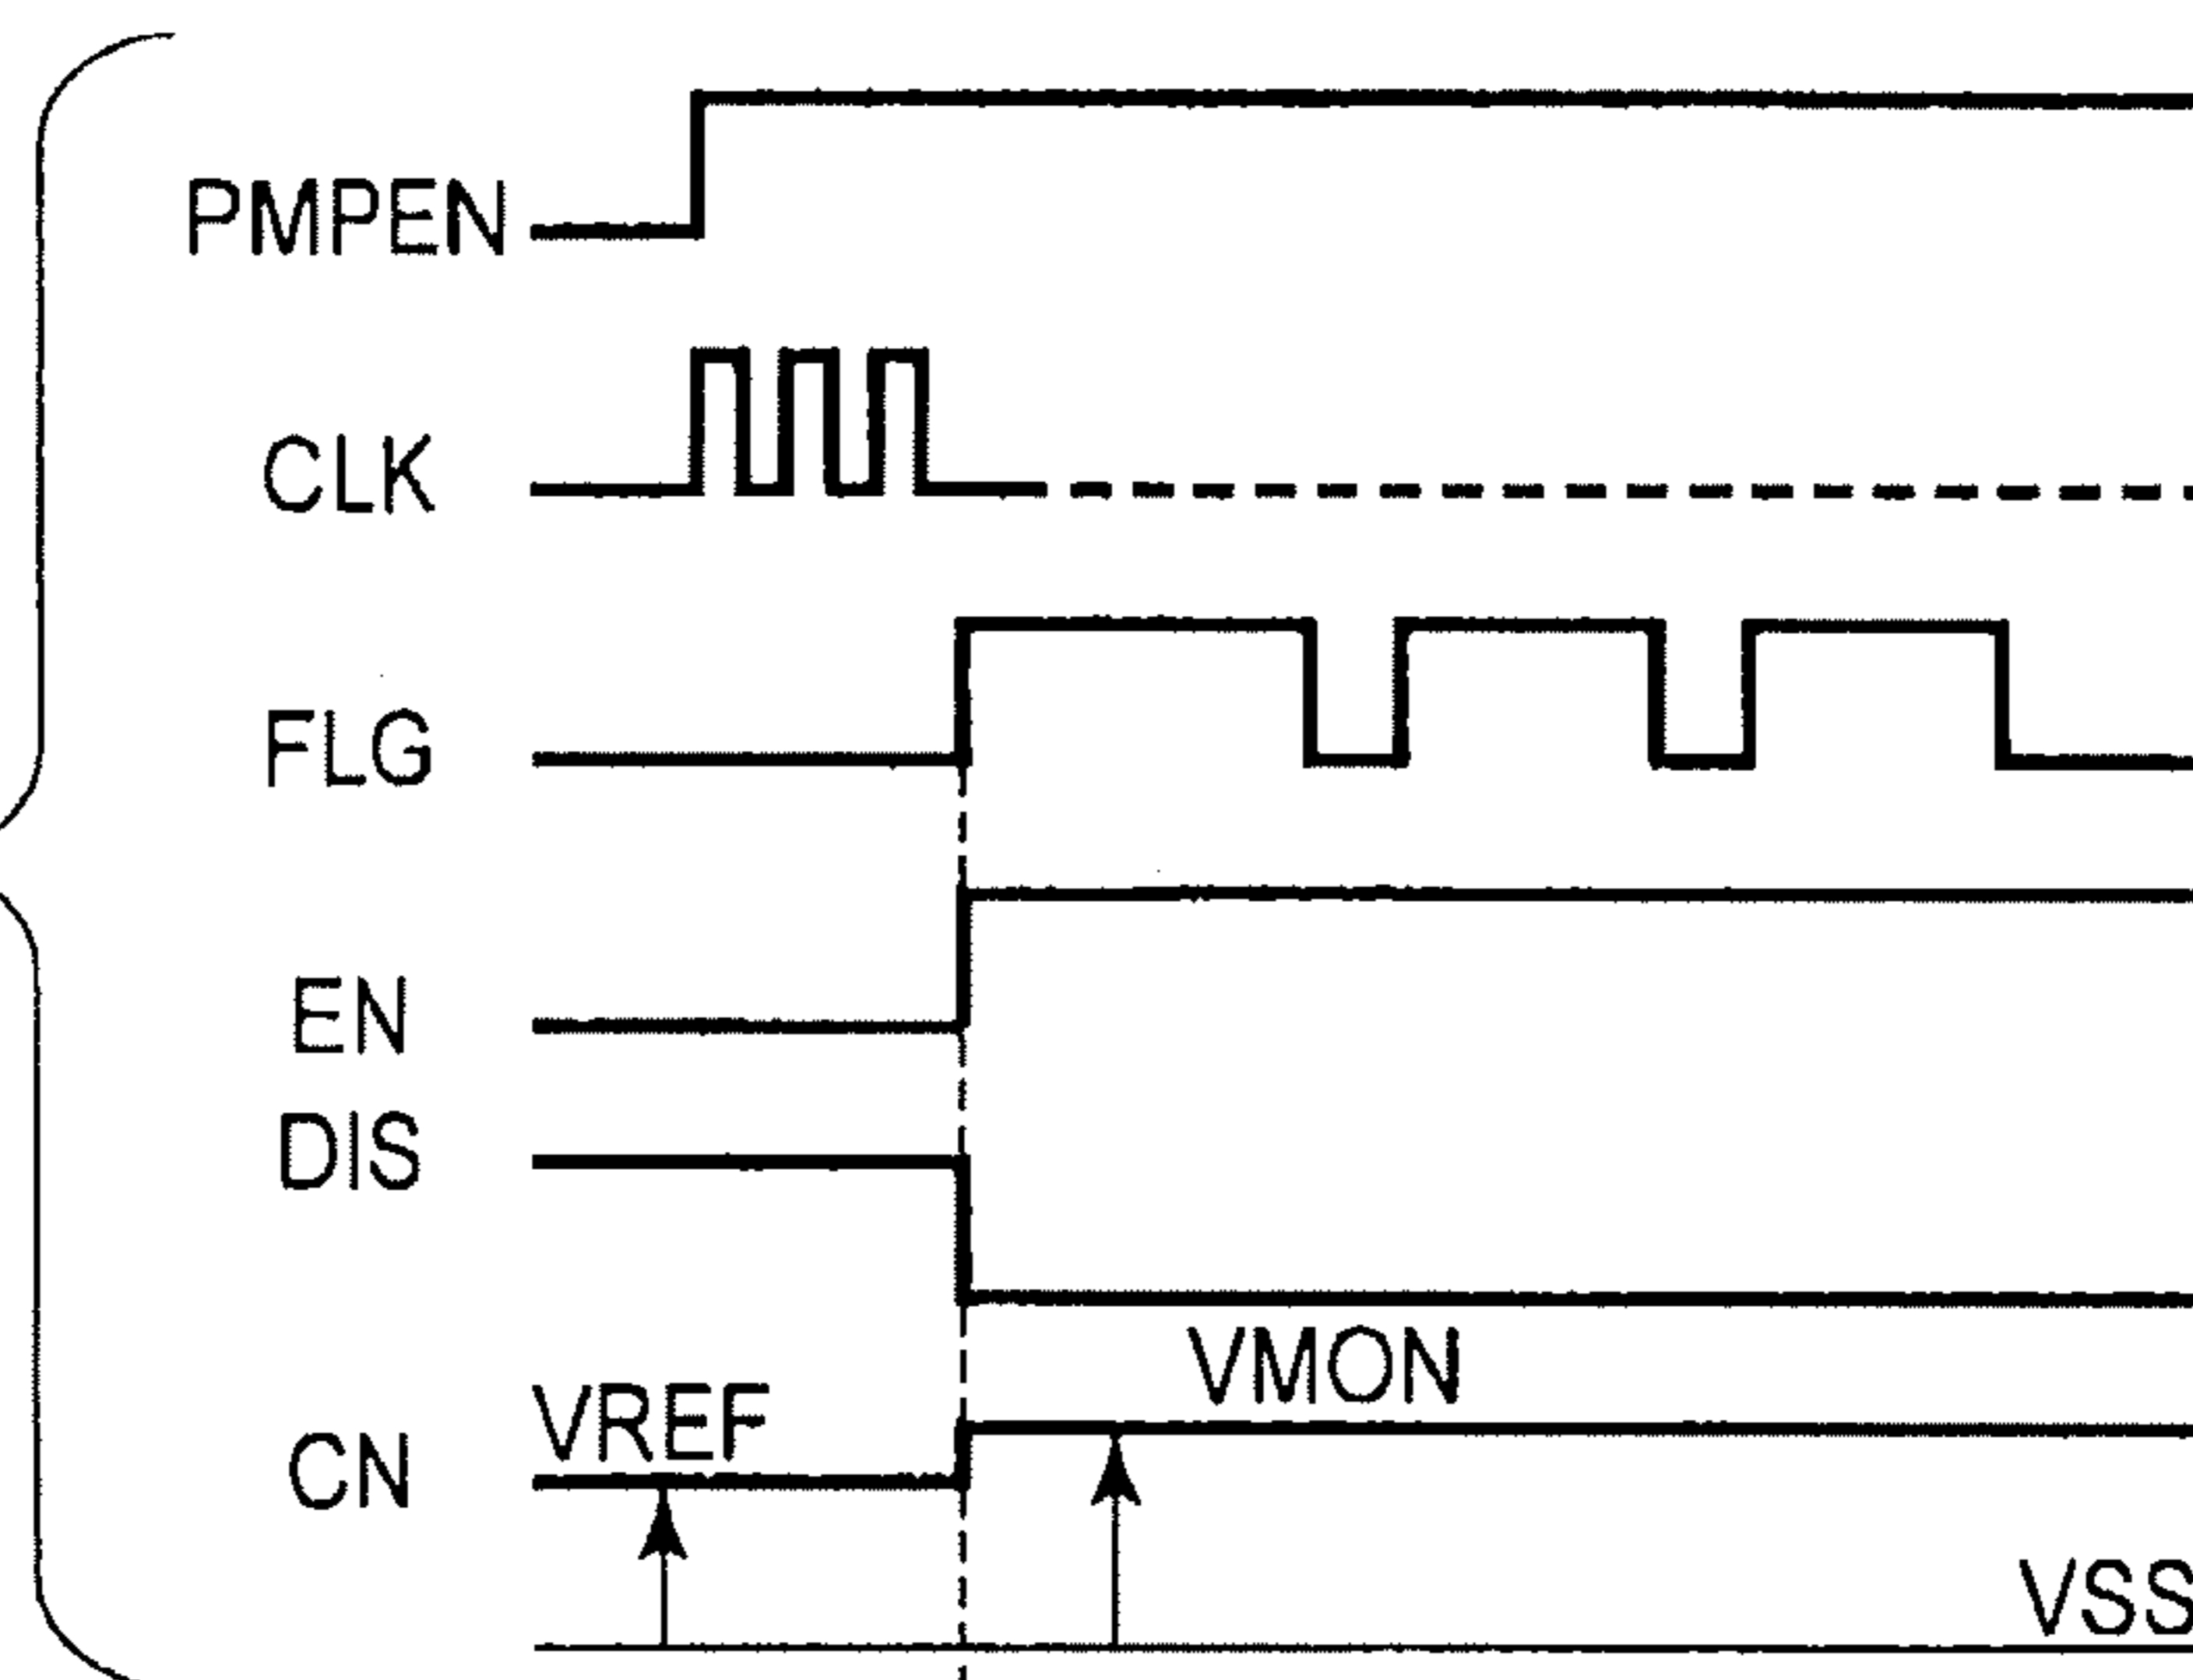 PMPEN
CLK
FLG
EN
DIS
VMON
VREF
CN
VSS